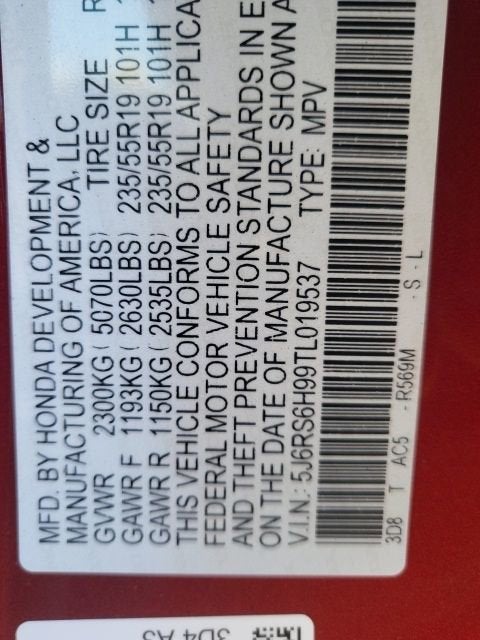 MFD. BY HONDA DEVELOPMENT &
MANUFACTURING OF AMERICA, LLC
GVWR 2300KG ( 5070LBS) TIRE SIZE R
GAWR F 1193KG ( 2630LBS) 235/55R19 101H
GAWR R 1150KG ( 2535LBS) 235/55R19 101H
THIS VEHICLE CONFORMS TO ALL APPLICA
FEDERAL MOTOR VEHICLE SAFETY
AND THEFT PREVENTION STANDARDS IN E
ON THE DATE OF MANUFACTURE SHOWN A
V.I.N.: 5J6RS6H99TL019537 TYPE: MPV
3D8 T AC5 - R569M - S - L
3D4 A3